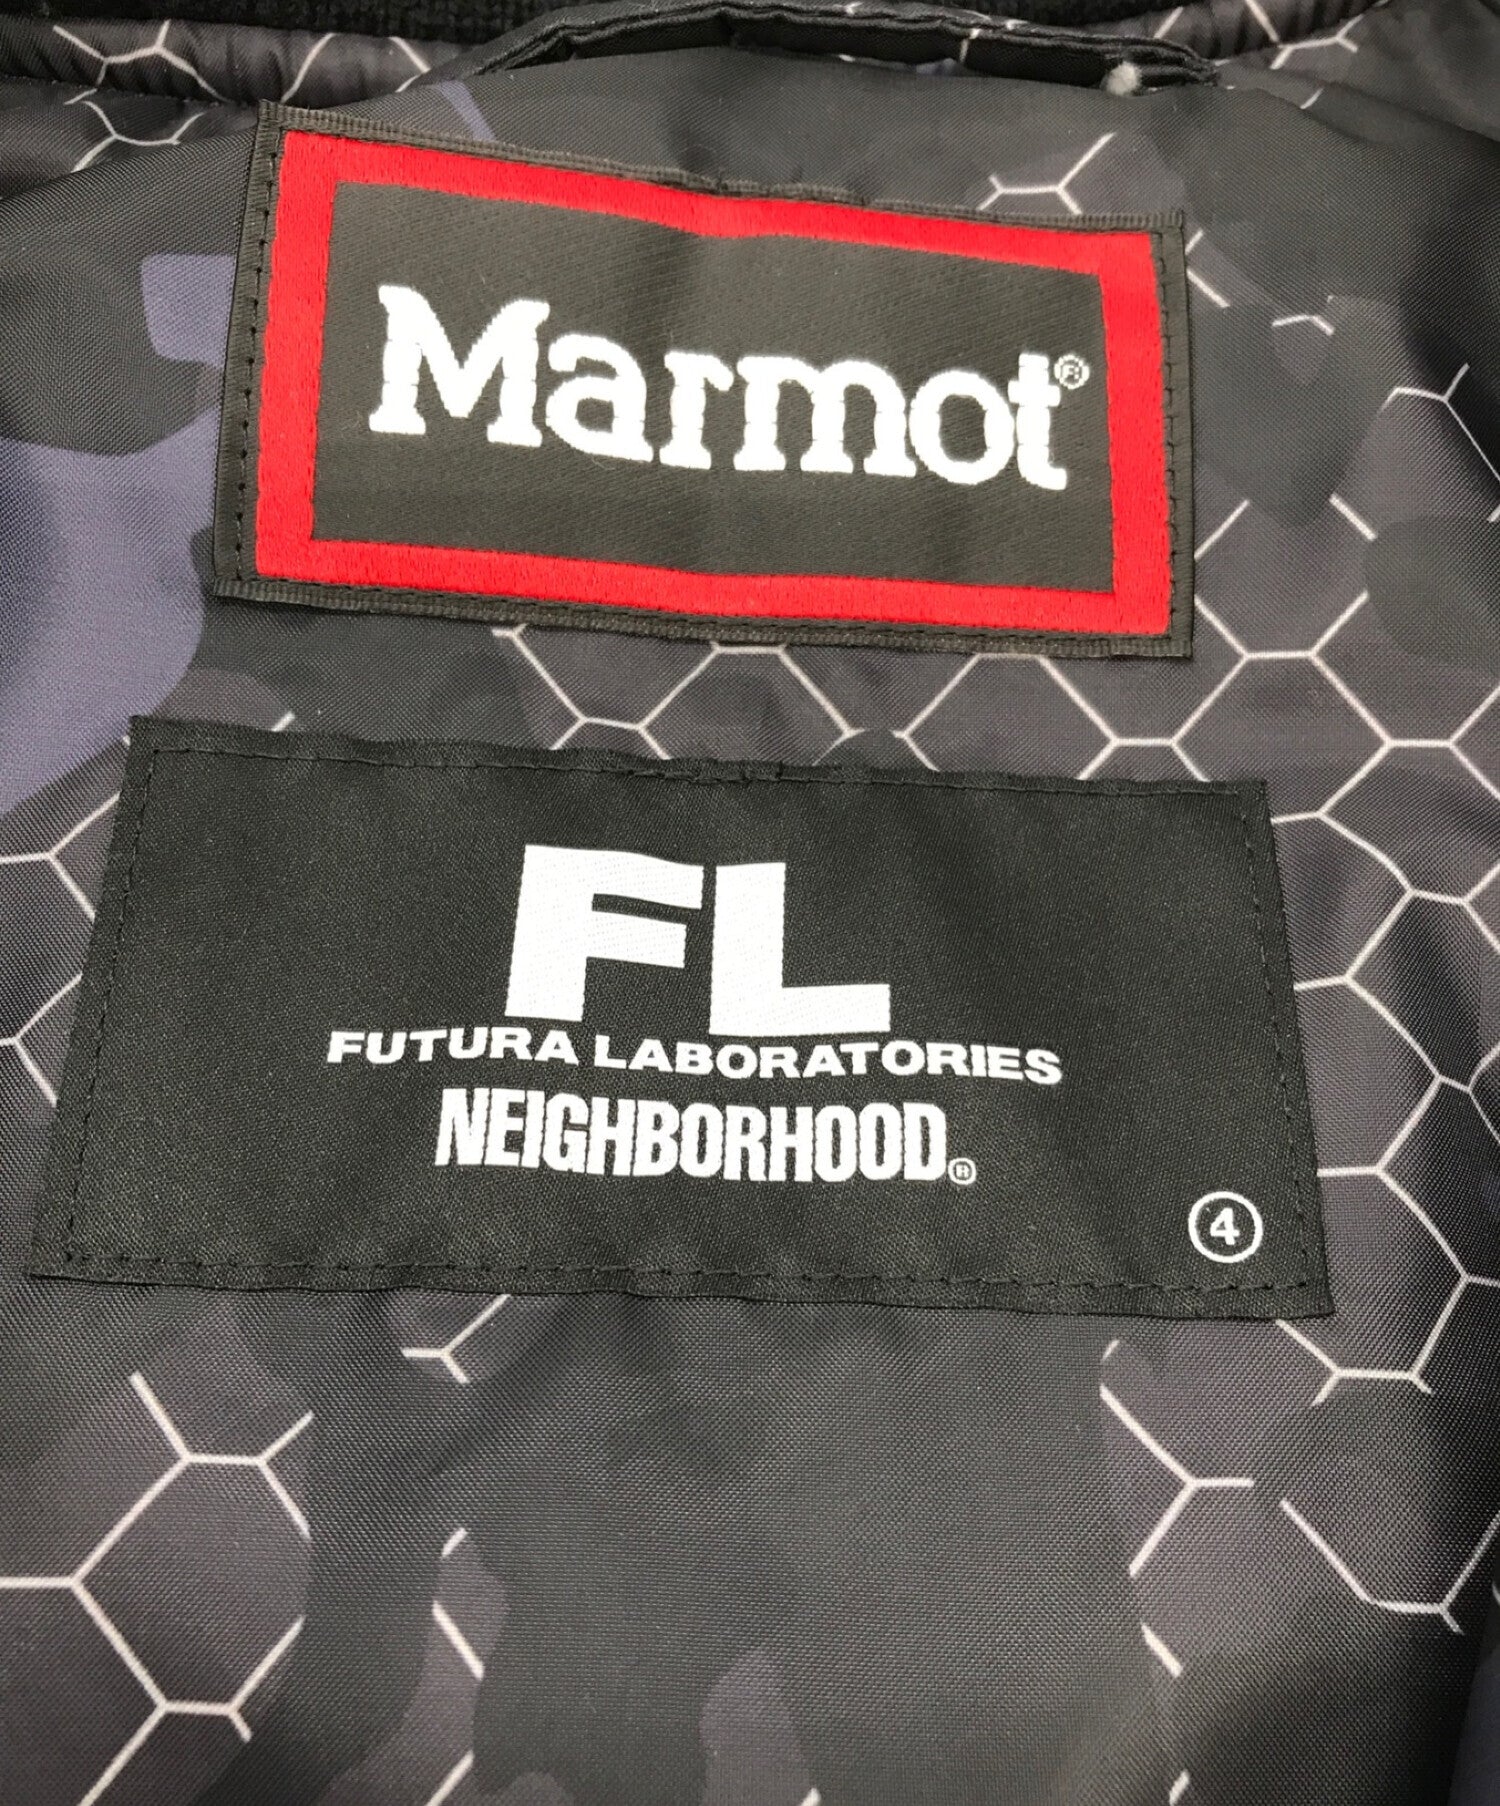 Marmot®
FL
FUTURA LABORATORIES
NEIGHBORHOOD®
④